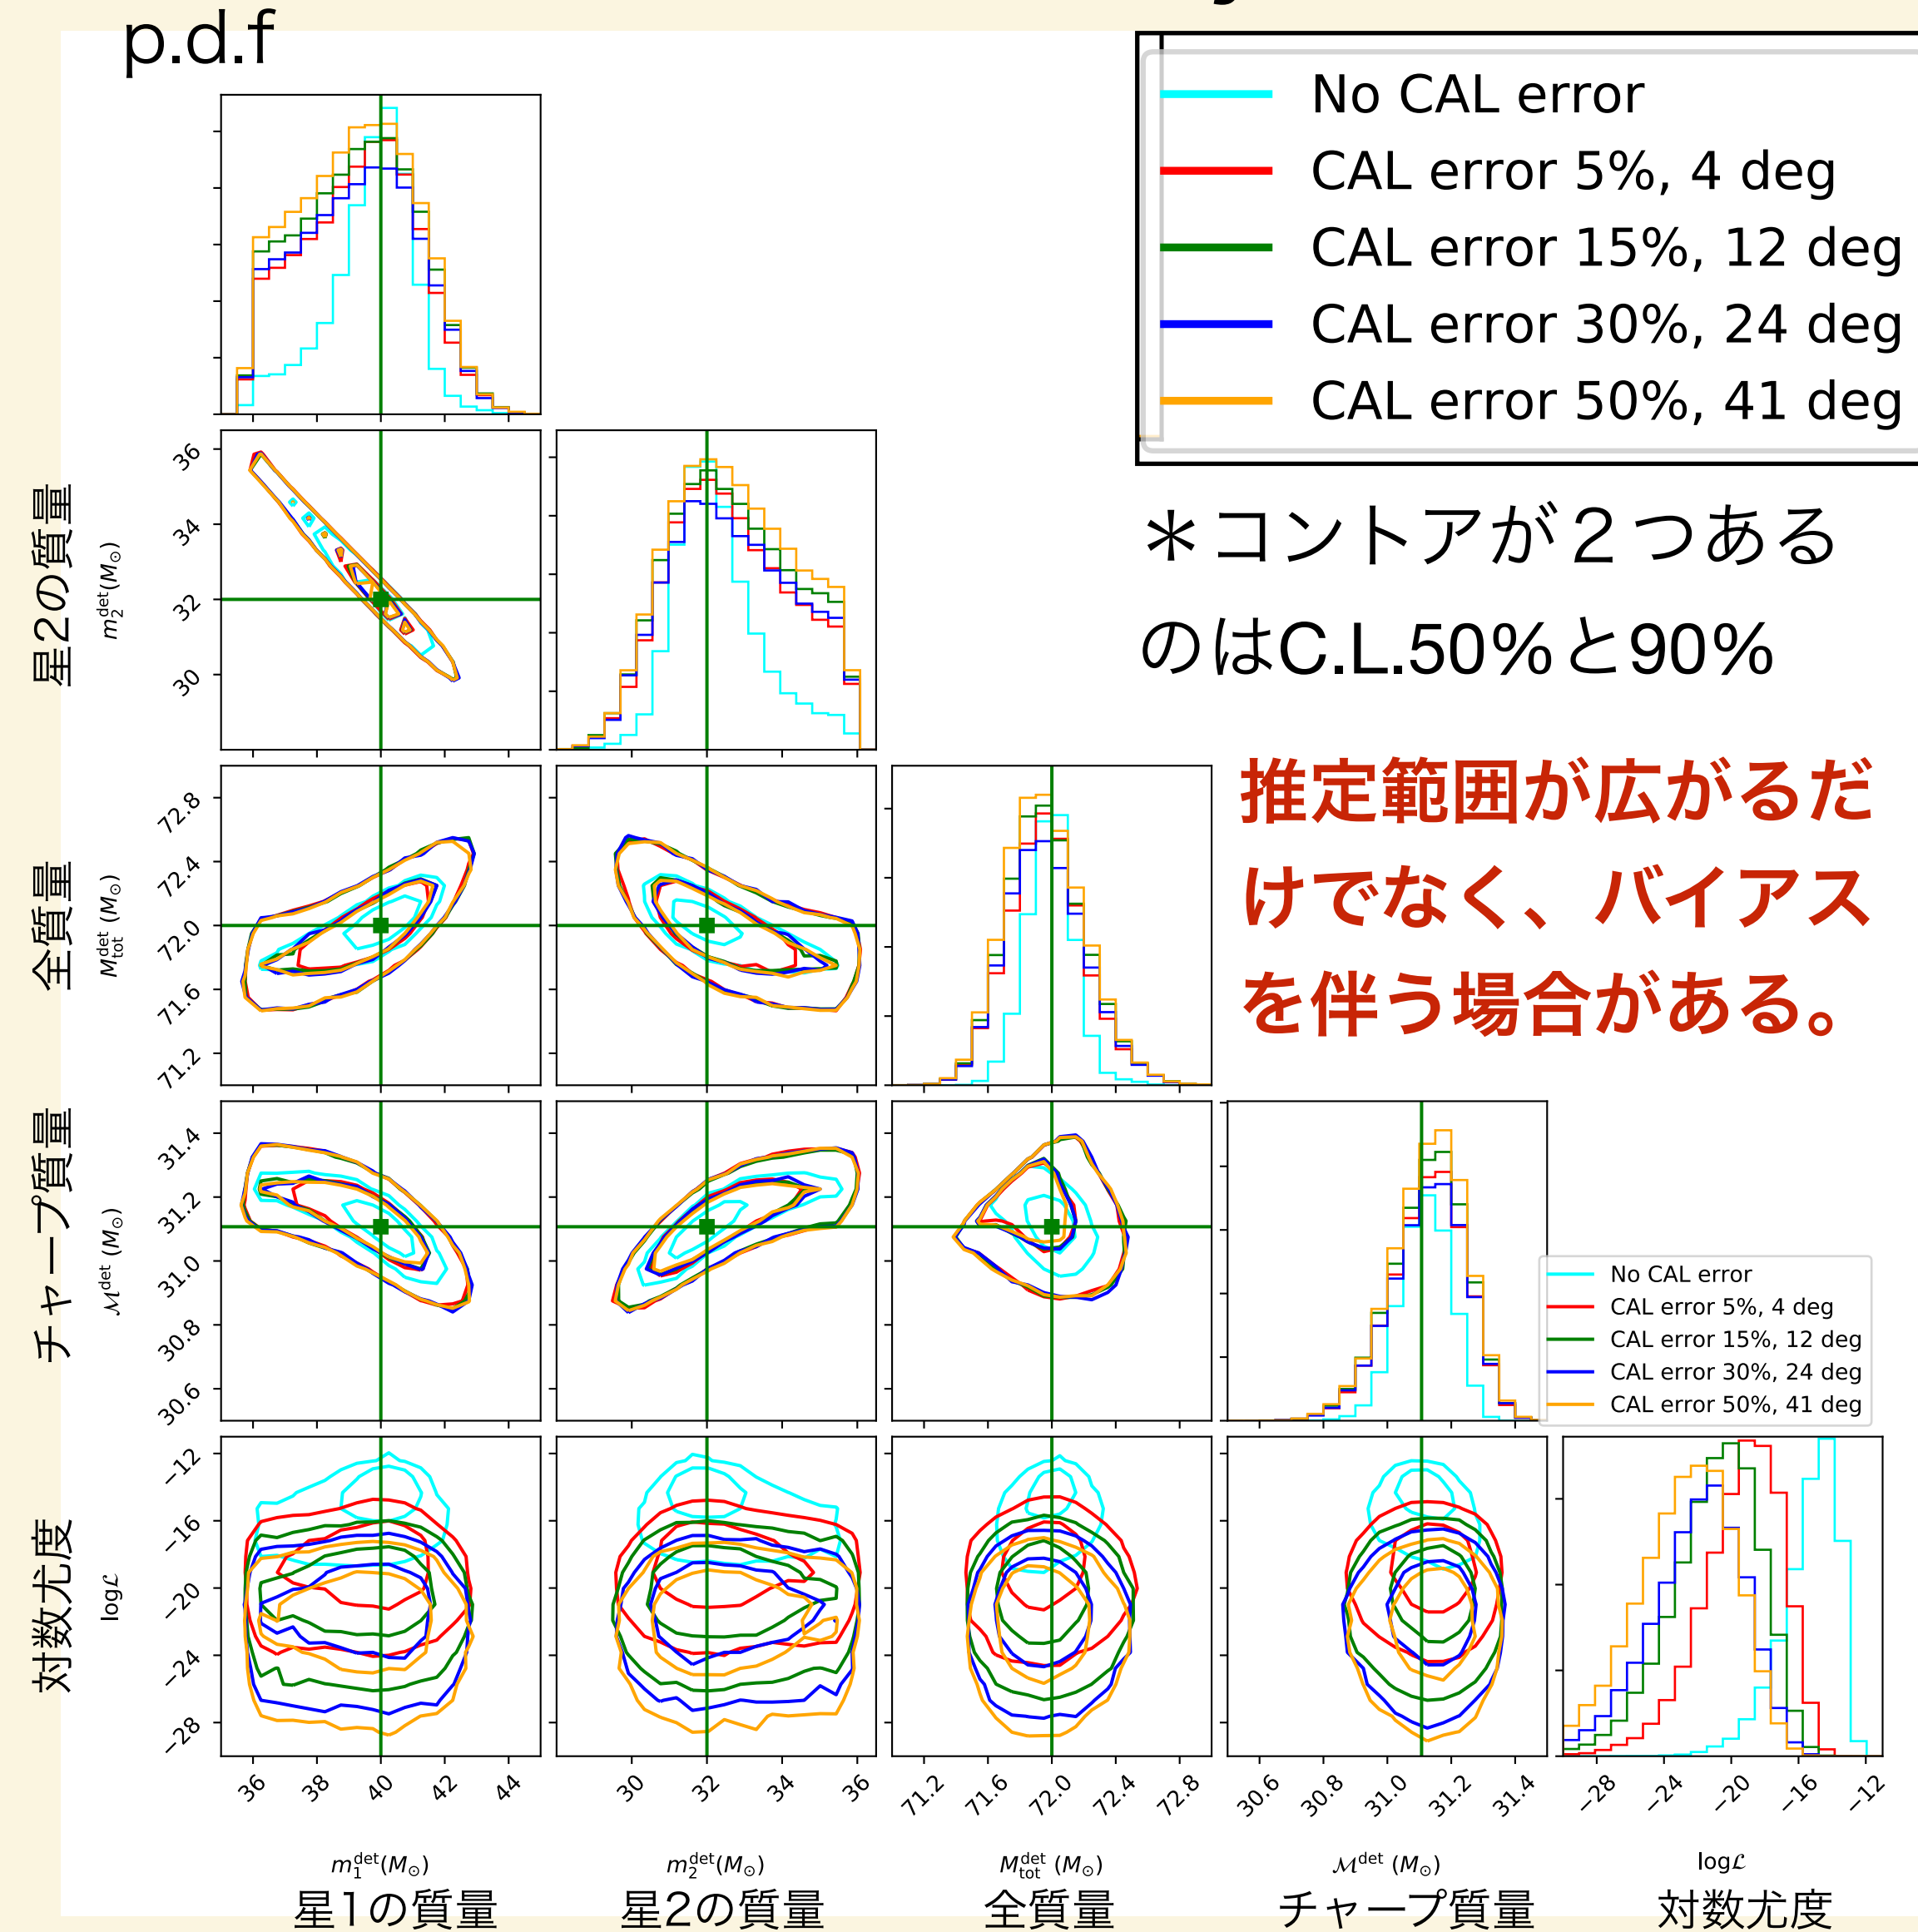 p.d.f
No CAL error
CAL error 5%, 4 deg
CAL error 15%, 12 deg
CAL error 30%, 24 deg
CAL error 50%, 41 deg
＊コントアが２つある
のはC.L.50%と90%
推定範囲が広がるだ
けでなく、バイアス
を伴う場合がある。
星2の質量
m₂^det(M⊙)
36
34
32
30
全質量
M_tot^det (M⊙)
72.8
72.4
72.0
71.6
71.2
チャープ質量
ℳ^det (M⊙)
31.4
31.2
31.0
30.8
30.6
No CAL error
CAL error 5%, 4 deg
CAL error 15%, 12 deg
CAL error 30%, 24 deg
CAL error 50%, 41 deg
対数尤度
logℒ
−12
−16
−20
−24
−28
36 38 40 42 44
30 32 34 36
71.2 71.6 72.0 72.4 72.8
30.6 30.8 31.0 31.2 31.4
−28 −24 −20 −16 −12
m₁^det(M⊙)
m₂^det(M⊙)
M_tot^det (M⊙)
ℳ^det (M⊙)
logℒ
星1の質量
星2の質量
全質量
チャープ質量
対数尤度